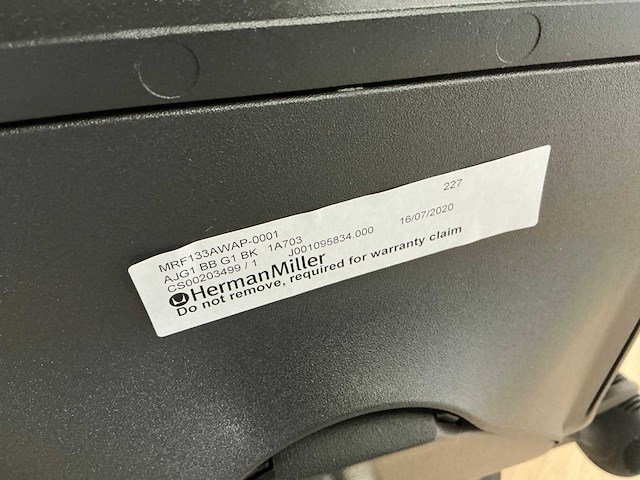 MRF133AWAP-0001 227
AJG1 BB G1 BK 1A703
CS00203499 / 1 J001095834.000 16/07/2020
HermanMiller
Do not remove, required for warranty claim